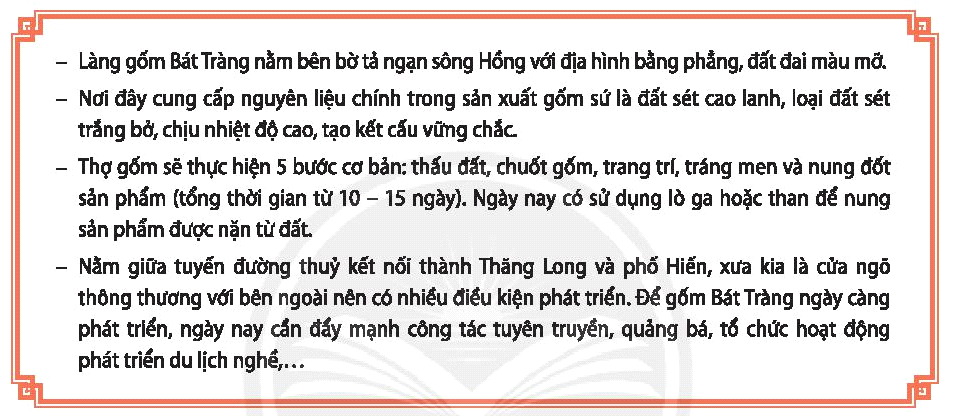 – Làng gốm Bát Tràng nằm bên bờ tả ngạn sông Hồng với địa hình bằng phẳng, đất đai màu mỡ.
– Nơi đây cung cấp nguyên liệu chính trong sản xuất gốm sứ là đất sét cao lanh, loại đất sét
trắng bở, chịu nhiệt độ cao, tạo kết cấu vững chắc.
– Thợ gốm sẽ thực hiện 5 bước cơ bản: thấu đất, chuốt gốm, trang trí, tráng men và nung đốt
sản phẩm (tổng thời gian từ 10 – 15 ngày). Ngày nay có sử dụng lò ga hoặc than để nung
sản phẩm được nặn từ đất.
– Nằm giữa tuyến đường thuỷ kết nối thành Thăng Long và phố Hiến, xưa kia là cửa ngõ
thông thương với bên ngoài nên có nhiều điều kiện phát triển. Để gốm Bát Tràng ngày càng
phát triển, ngày nay cần đẩy mạnh công tác tuyên truyền, quảng bá, tổ chức hoạt động
phát triển du lịch nghề,…